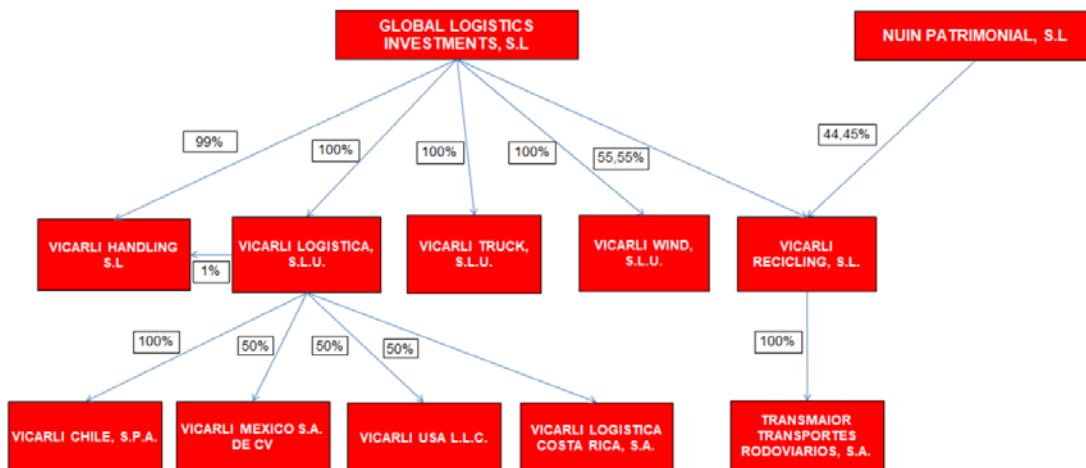 GLOBAL LOGISTICS
INVESTMENTS, S.L
NUIN PATRIMONIAL, S.L
99%
100%
100%
100%
55,55%
44,45%
VICARLI HANDLING
S.L
VICARLI LOGISTICA,
S.L.U.
VICARLI TRUCK,
S.L.U.
VICARLI WIND,
S.L.U.
VICARLI
RECICLING, S.L.
1%
100%
50%
50%
50%
100%
VICARLI CHILE, S.P.A.
VICARLI MEXICO S.A.
DE CV
VICARLI USA L.L.C.
VICARLI LOGISTICA
COSTA RICA, S.A.
TRANSMAIOR
TRANSPORTES
RODOVIARIOS, S.A.